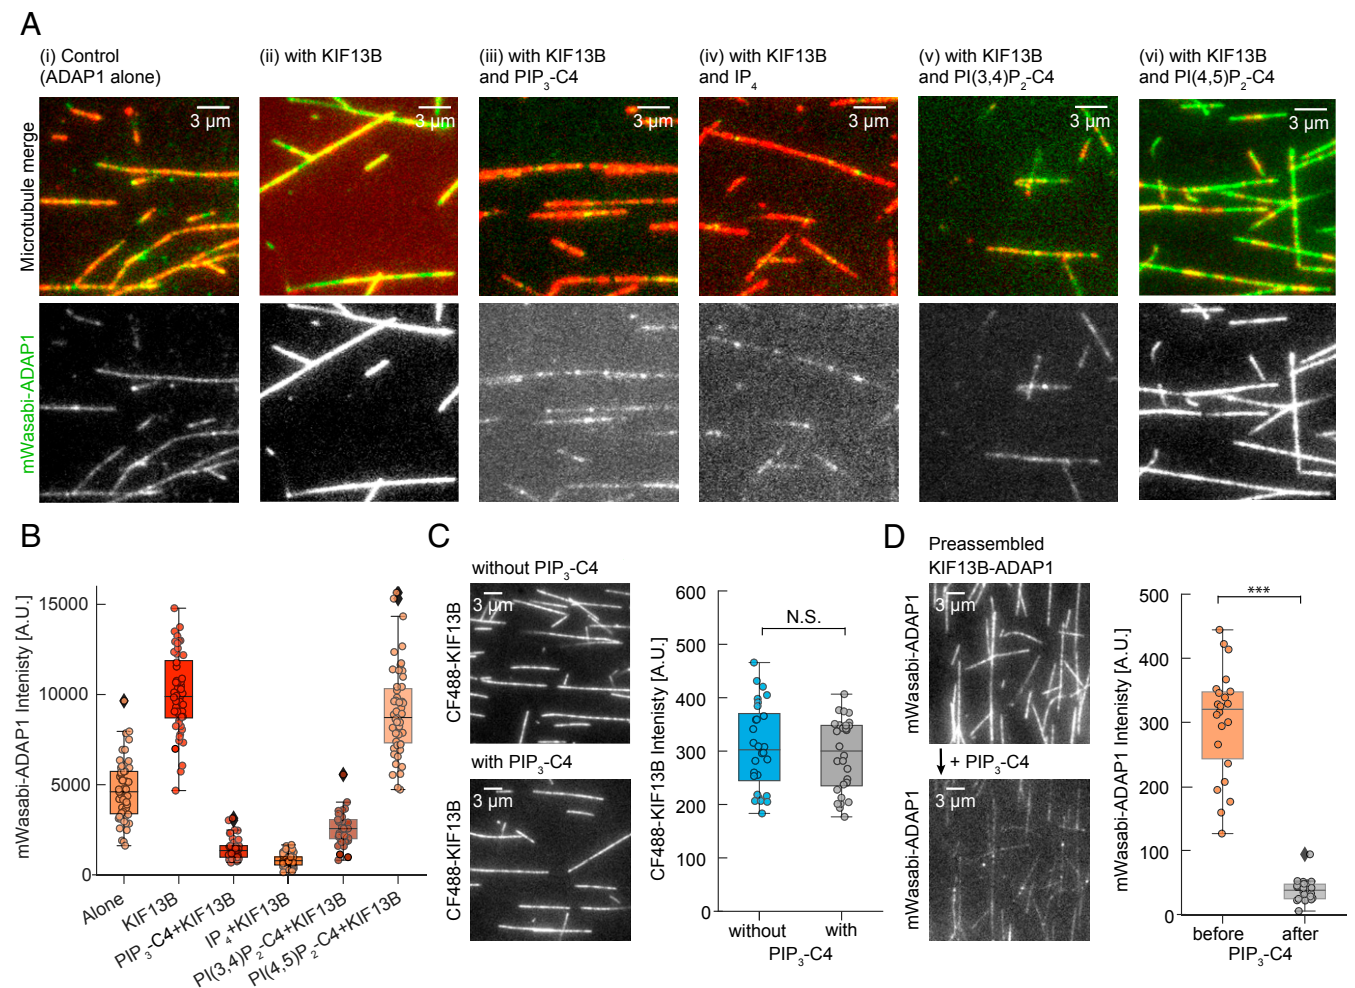 A
(i) Control
(ADAP1 alone)
(ii) with KIF13B
(iii) with KIF13B
and PIP3-C4
(iv) with KIF13B
and IP4
(v) with KIF13B
and PI(3,4)P2-C4
(vi) with KIF13B
and PI(4,5)P2-C4
Microtubule merge
3 µm
3 µm
3 µm
3 µm
3 µm
3 µm
mWasabi-ADAP1
B
mWasabi-ADAP1 Intenisty [A.U.]
15000
10000
5000
0
Alone
KIF13B
PIP3-C4+KIF13B
IP4+KIF13B
PI(3,4)P2-C4+KIF13B
PI(4,5)P2-C4+KIF13B
C
without PIP3-C4
3 µm
CF488-KIF13B
with PIP3-C4
3 µm
CF488-KIF13B
CF488-KIF13B Intenisty [A.U.]
600
500
400
300
200
100
0
N.S.
without
with
PIP3-C4
D
Preassembled
KIF13B-ADAP1
3 µm
mWasabi-ADAP1
+ PIP3-C4
3 µm
mWasabi-ADAP1
mWasabi-ADAP1 Intenisty [A.U.]
500
400
300
200
100
0
***
before
after
PIP3-C4